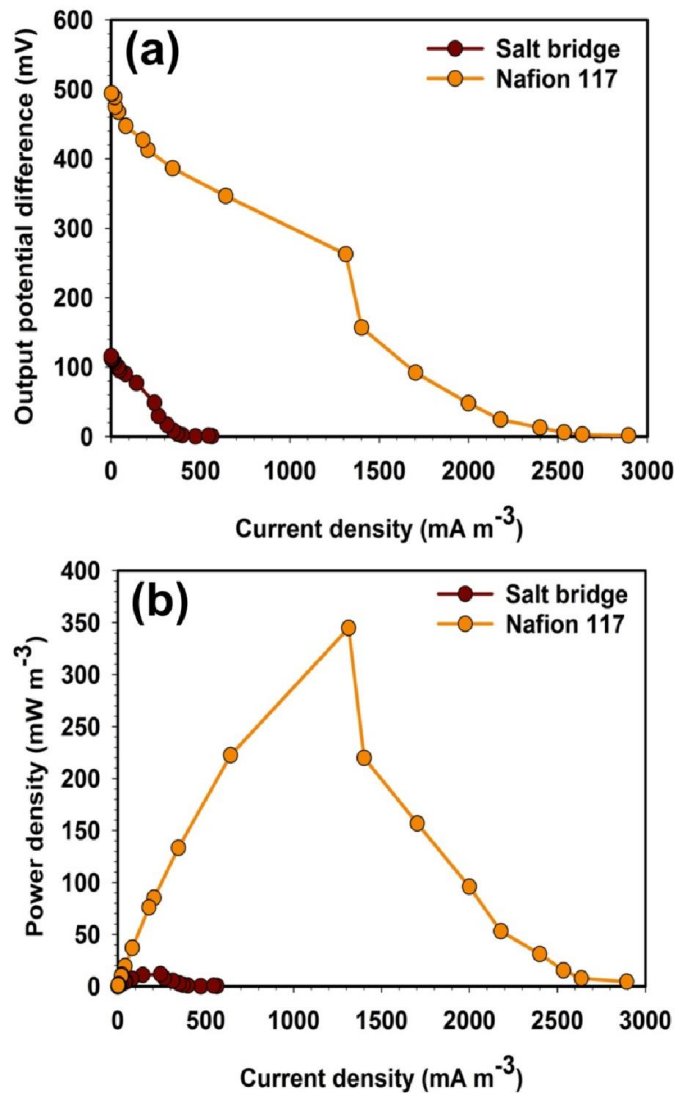 (a)
Salt bridge
Nafion 117
600
500
400
300
200
100
0
Output potential difference (mV)
0 500 1000 1500 2000 2500 3000
Current density (mA m⁻³)
(b)
Salt bridge
Nafion 117
400
350
300
250
200
150
100
50
0
Power density (mW m⁻³)
0 500 1000 1500 2000 2500 3000
Current density (mA m⁻³)